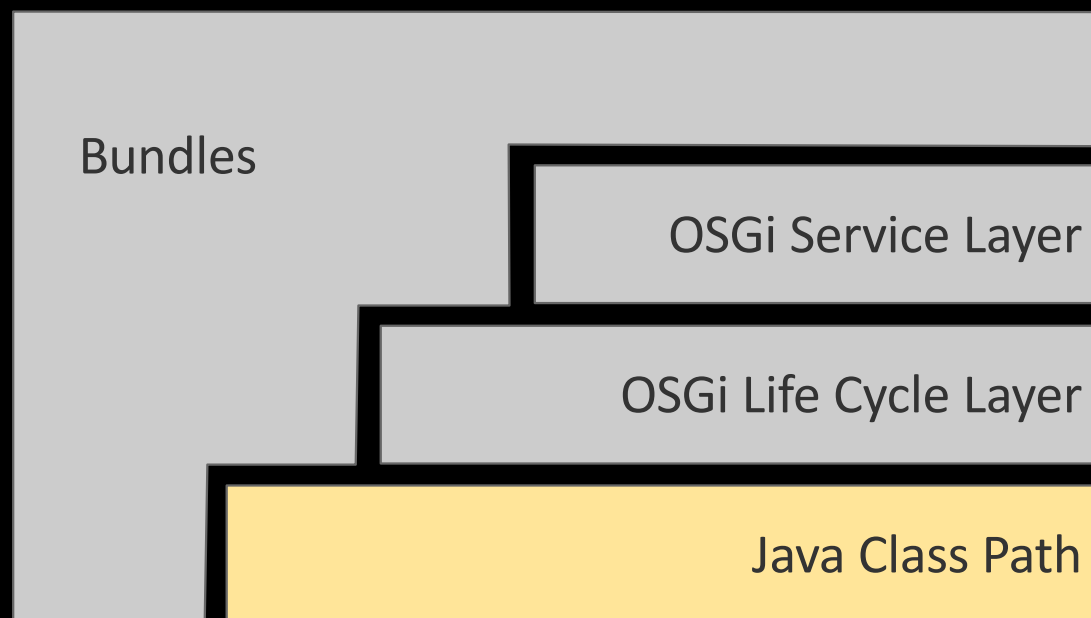 Bundles
OSGi Service Layer
OSGi Life Cycle Layer
Java Class Path